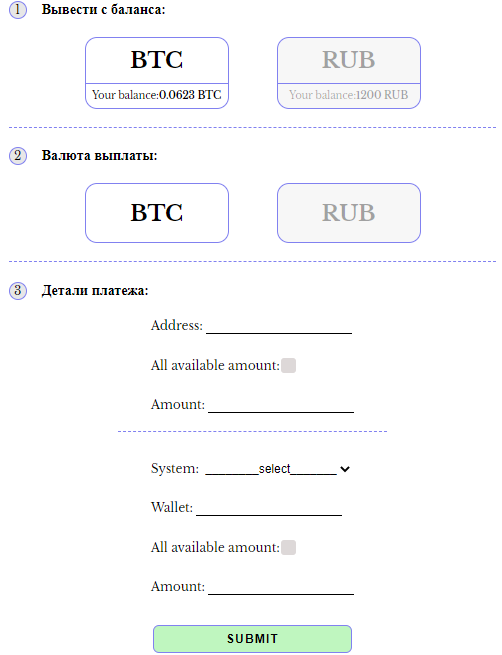 1 Вывести с баланса:
BTC RUB
Your balance:0.0623 BTC Your balance:1200 RUB
2 Валюта выплаты:
BTC RUB
3 Детали платежа:
Address:
All available amount:
Amount:
System: ________select_______
Wallet:
All available amount:
Amount:
SUBMIT